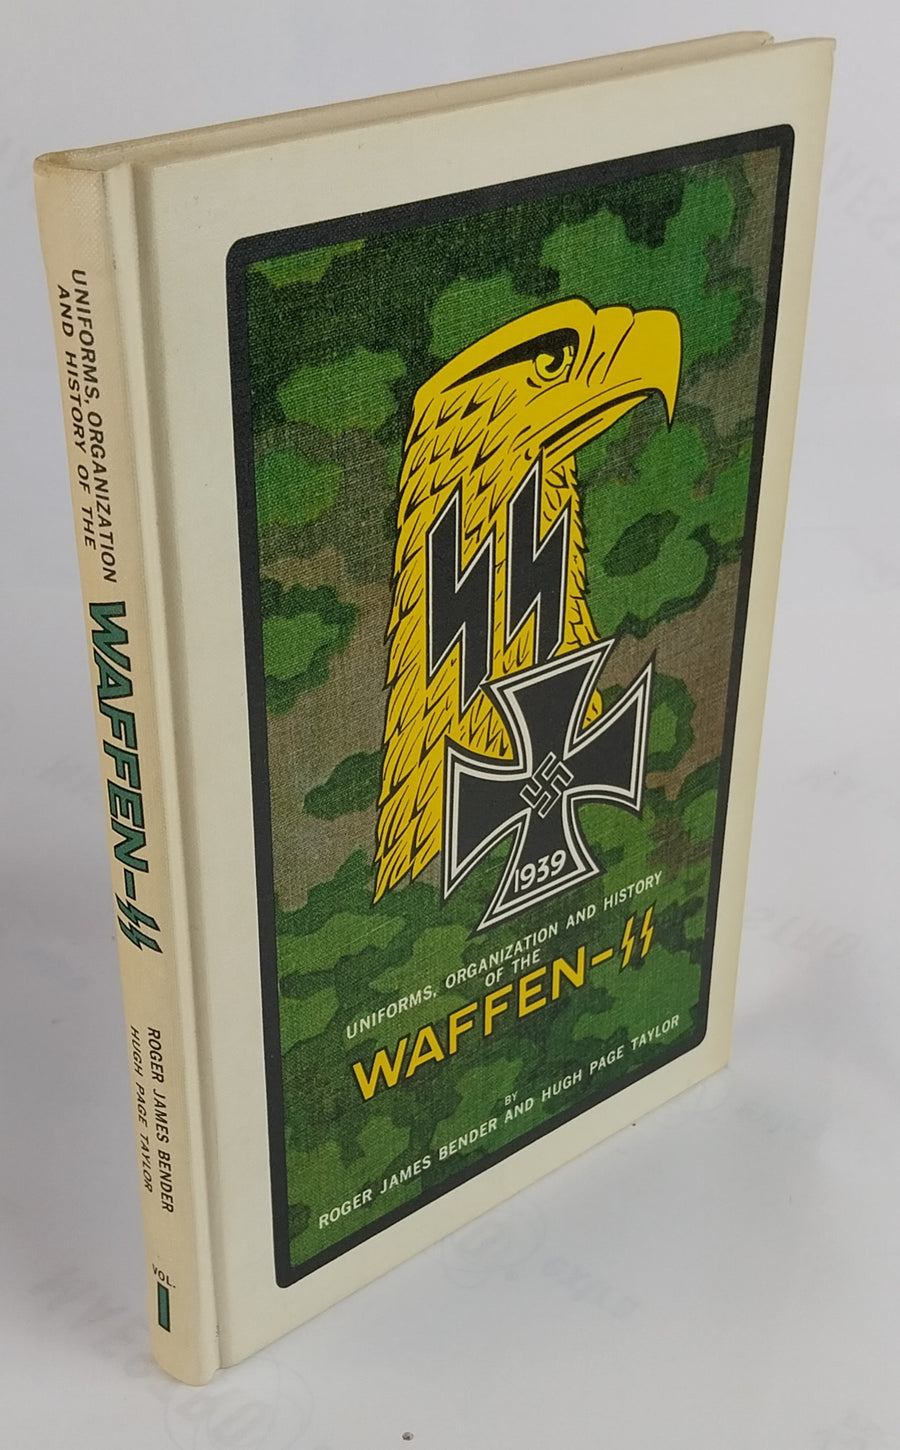 UNIFORMS, ORGANIZATION
AND HISTORY OF THE
WAFFEN-SS
ROGER JAMES BENDER
HUGH PAGE TAYLOR
VOL.
I
SS
1939
UNIFORMS, ORGANIZATION AND HISTORY
OF THE
WAFFEN-SS
BY
ROGER JAMES BENDER AND HUGH PAGE TAYLOR